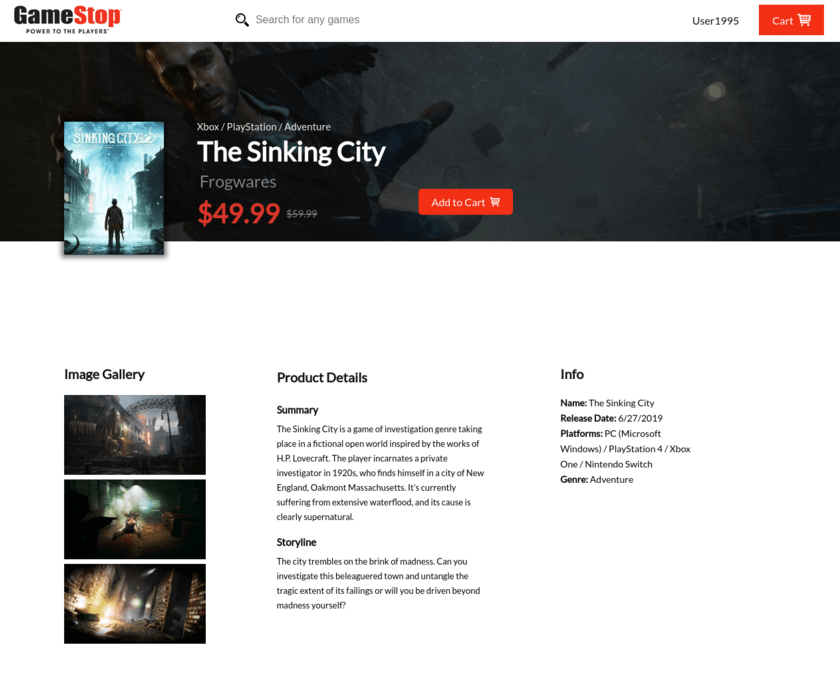 GameStop
POWER TO THE PLAYERS
Search for any games
User1995
Cart
Xbox / PlayStation / Adventure
The Sinking City
Frogwares
$49.99 $59.99
Add to Cart
THE
SINKING CITY
Image Gallery
Product Details
Summary
The Sinking City is a game of investigation genre taking
place in a fictional open world inspired by the works of
H.P. Lovecraft. The player incarnates a private
investigator in 1920s, who finds himself in a city of New
England, Oakmont Massachusetts. It's currently
suffering from extensive waterflood, and its cause is
clearly supernatural.
Storyline
The city trembles on the brink of madness. Can you
investigate this beleaguered town and untangle the
tragic extent of its failings or will you be driven beyond
madness yourself?
Info
Name: The Sinking City
Release Date: 6/27/2019
Platforms: PC (Microsoft
Windows) / PlayStation 4 / Xbox
One / Nintendo Switch
Genre: Adventure